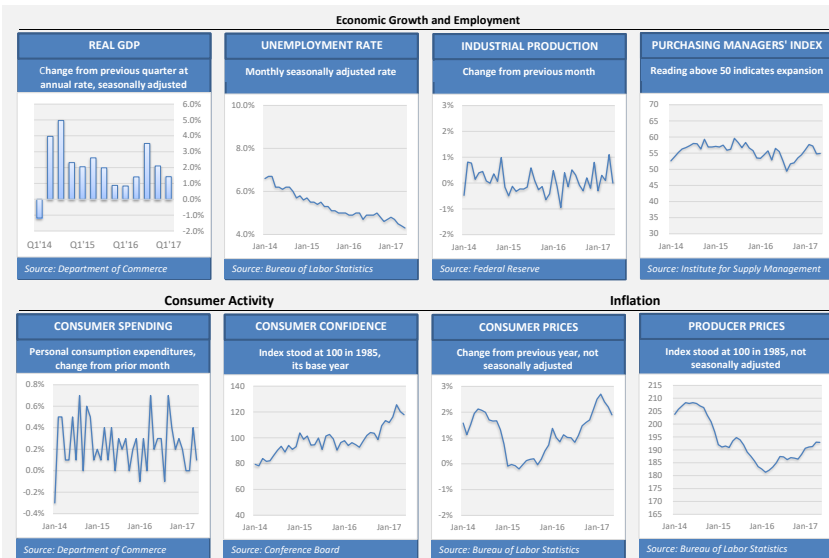 Economic Growth and Employment
REAL GDP
Change from previous quarter at
annual rate, seasonally adjusted
6.0%
5.0%
4.0%
3.0%
2.0%
1.0%
0.0%
-1.0%
-2.0%
Q1'14 Q1'15 Q1'16 Q1'17
Source: Department of Commerce
UNEMPLOYMENT RATE
Monthly seasonally adjusted rate
10.0%
8.0%
6.0%
4.0%
Jan-14 Jan-15 Jan-16 Jan-17
Source: Bureau of Labor Statistics
INDUSTRIAL PRODUCTION
Change from previous month
3%
2%
1%
0%
-1%
-2%
Jan-14 Jan-15 Jan-16 Jan-17
Source: Federal Reserve
PURCHASING MANAGERS' INDEX
Reading above 50 indicates expansion
70
65
60
55
50
45
40
35
30
Jan-14 Jan-15 Jan-16 Jan-17
Source: Institute for Supply Management
Consumer Activity
Inflation
CONSUMER SPENDING
Personal consumption expenditures,
change from prior month
0.8%
0.6%
0.4%
0.2%
0.0%
-0.2%
-0.4%
Jan-14 Jan-15 Jan-16 Jan-17
Source: Department of Commerce
CONSUMER CONFIDENCE
Index stood at 100 in 1985,
its base year
140
120
100
80
60
40
Jan-14 Jan-15 Jan-16 Jan-17
Source: Conference Board
CONSUMER PRICES
Change from previous year, not
seasonally adjusted
3%
2%
1%
0%
-1%
-2%
Jan-14 Jan-15 Jan-16 Jan-17
Source: Bureau of Labor Statistics
PRODUCER PRICES
Index stood at 100 in 1985, not
seasonally adjusted
215
210
205
200
195
190
185
180
175
170
165
Jan-14 Jan-15 Jan-16 Jan-17
Source: Bureau of Labor Statistics